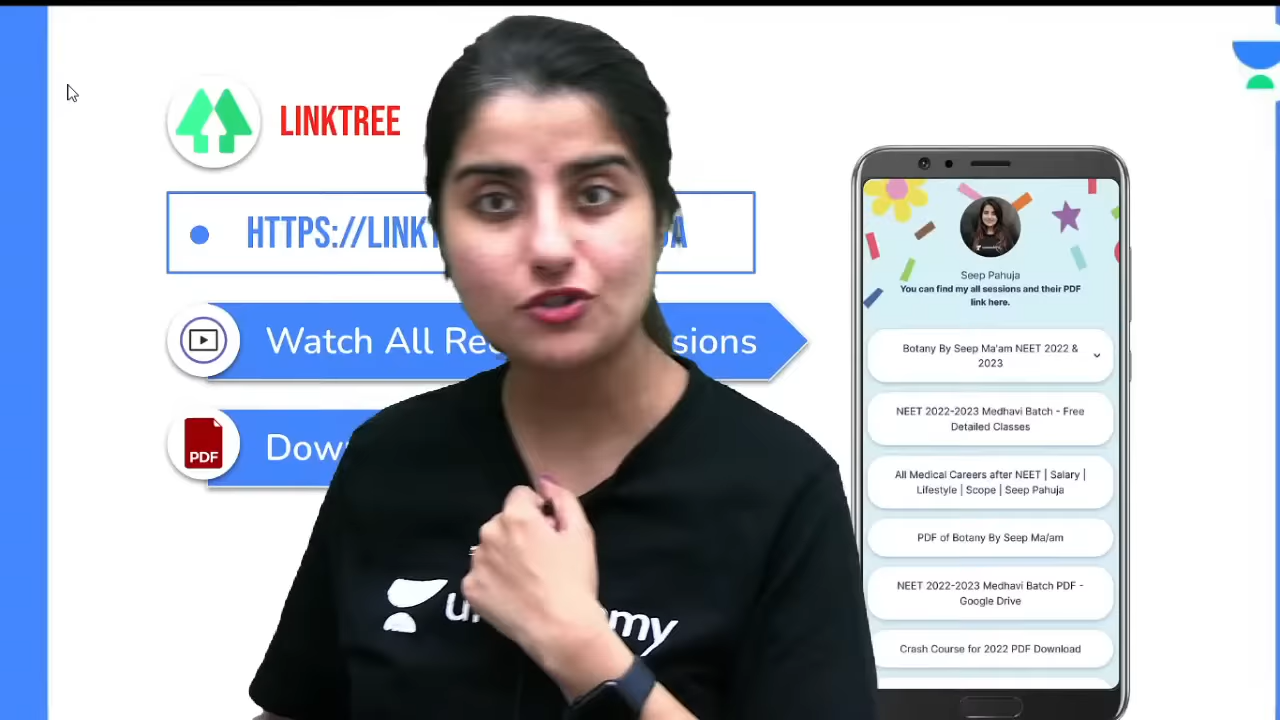 LINKTREE
HTTPS://LINK
Watch All Re sions
Dow
PDF
my
Seep Pahuja
You can find my all sessions and their PDF
link here.
Botany By Seep Ma'am NEET 2022 &
2023
NEET 2022-2023 Medhavi Batch - Free
Detailed Classes
All Medical Careers after NEET | Salary |
Lifestyle | Scope | Seep Pahuja
PDF of Botany By Seep Ma/am
NEET 2022-2023 Medhavi Batch PDF -
Google Drive
Crash Course for 2022 PDF Download